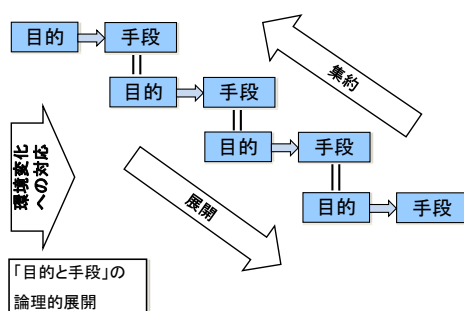 目的
手段
集約
目的
手段
目的
手段
環境変化
への対応
展開
目的
手段
「目的と手段」の
論理的展開